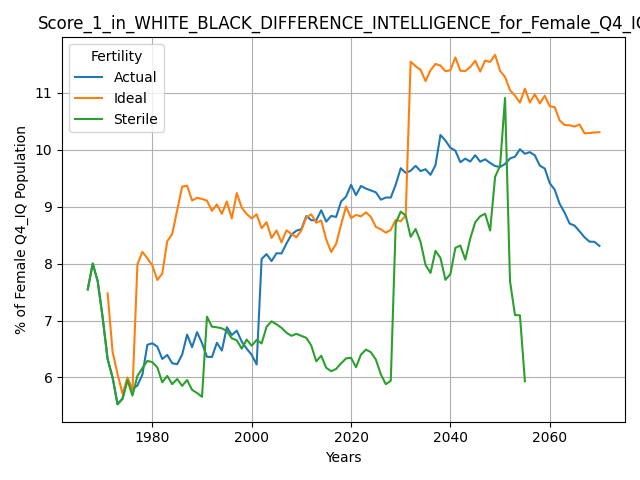 Score_1_in_WHITE_BLACK_DIFFERENCE_INTELLIGENCE_for_Female_Q4_IQ
Fertility
Actual
Ideal
Sterile
% of Female Q4_IQ Population
11
10
9
8
7
6
1980
2000
2020
2040
2060
Years